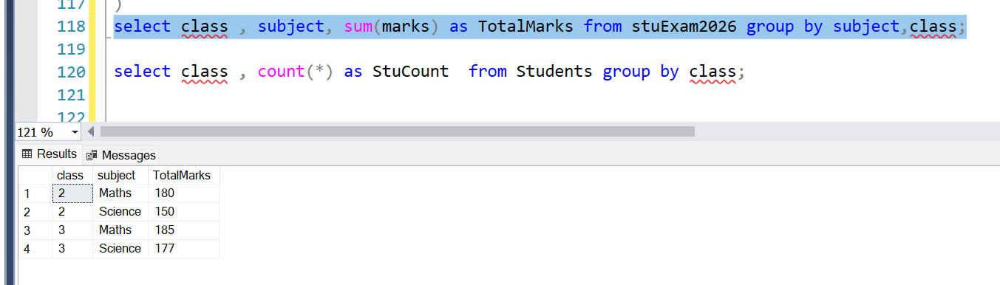 117 )
118 select class , subject, sum(marks) as TotalMarks from stuExam2026 group by subject,class;
119
120 select class , count(*) as StuCount  from Students group by class;
121
122
121 %
Results Messages
class subject TotalMarks
1 2 Maths 180
2 2 Science 150
3 3 Maths 185
4 3 Science 177